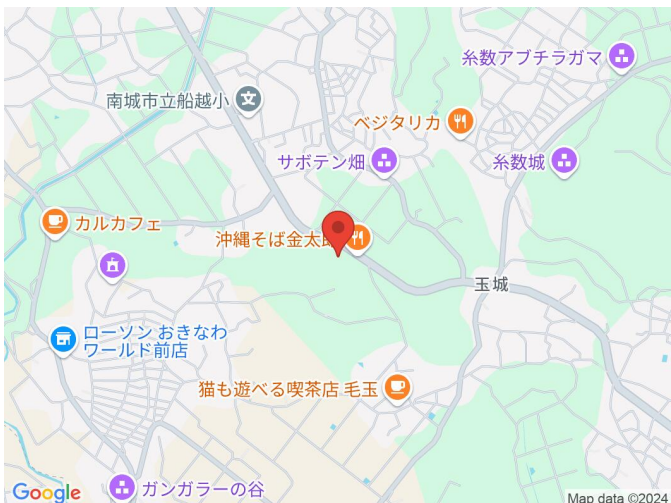 糸数アブチラガマ
南城市立船越小
文
ベジタリカ
サボテン畑
糸数城
カルカフェ
沖縄そば金太郎
玉城
ローソン おきなわ
ワールド前店
猫も遊べる喫茶店 毛玉
ガンガラーの谷
Google
Map data ©2024